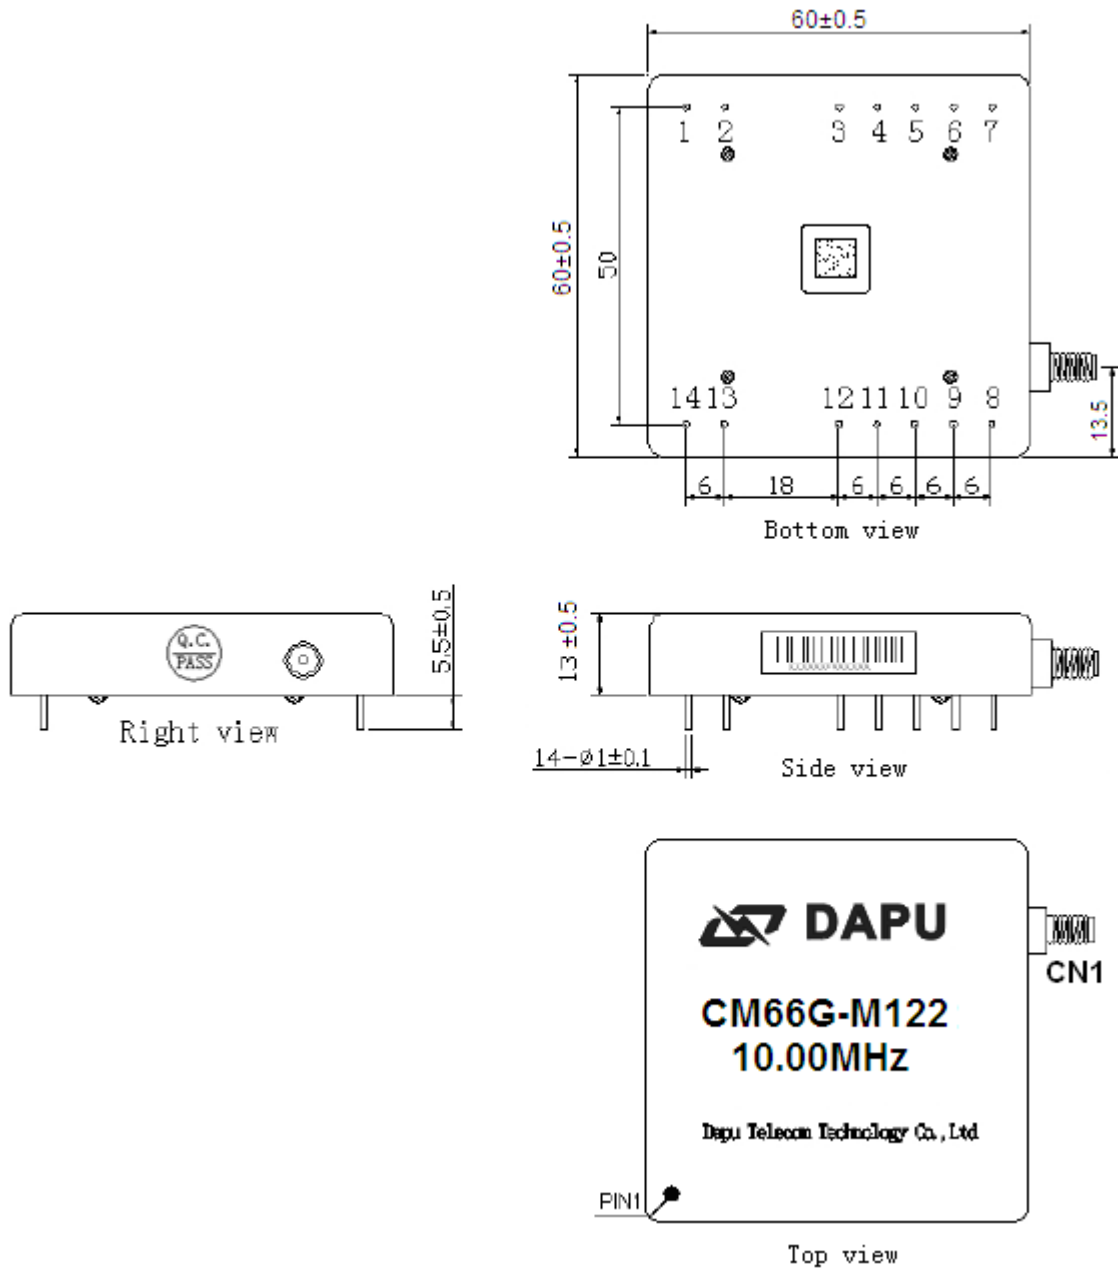 60±0.5
1 2 3 4 5 6 7
60±0.5
50
14 13 12 11 10 9 8
13.5
6 18 6 6 6 6
Bottom view
Q.C.
PASS
5.5±0.5
Right view
13 ±0.5
14-ø1±0.1
Side view
DAPU
CN1
CM66G-M122
10.00MHz
Dapu Telecom Technology Co., Ltd
PIN1
Top view